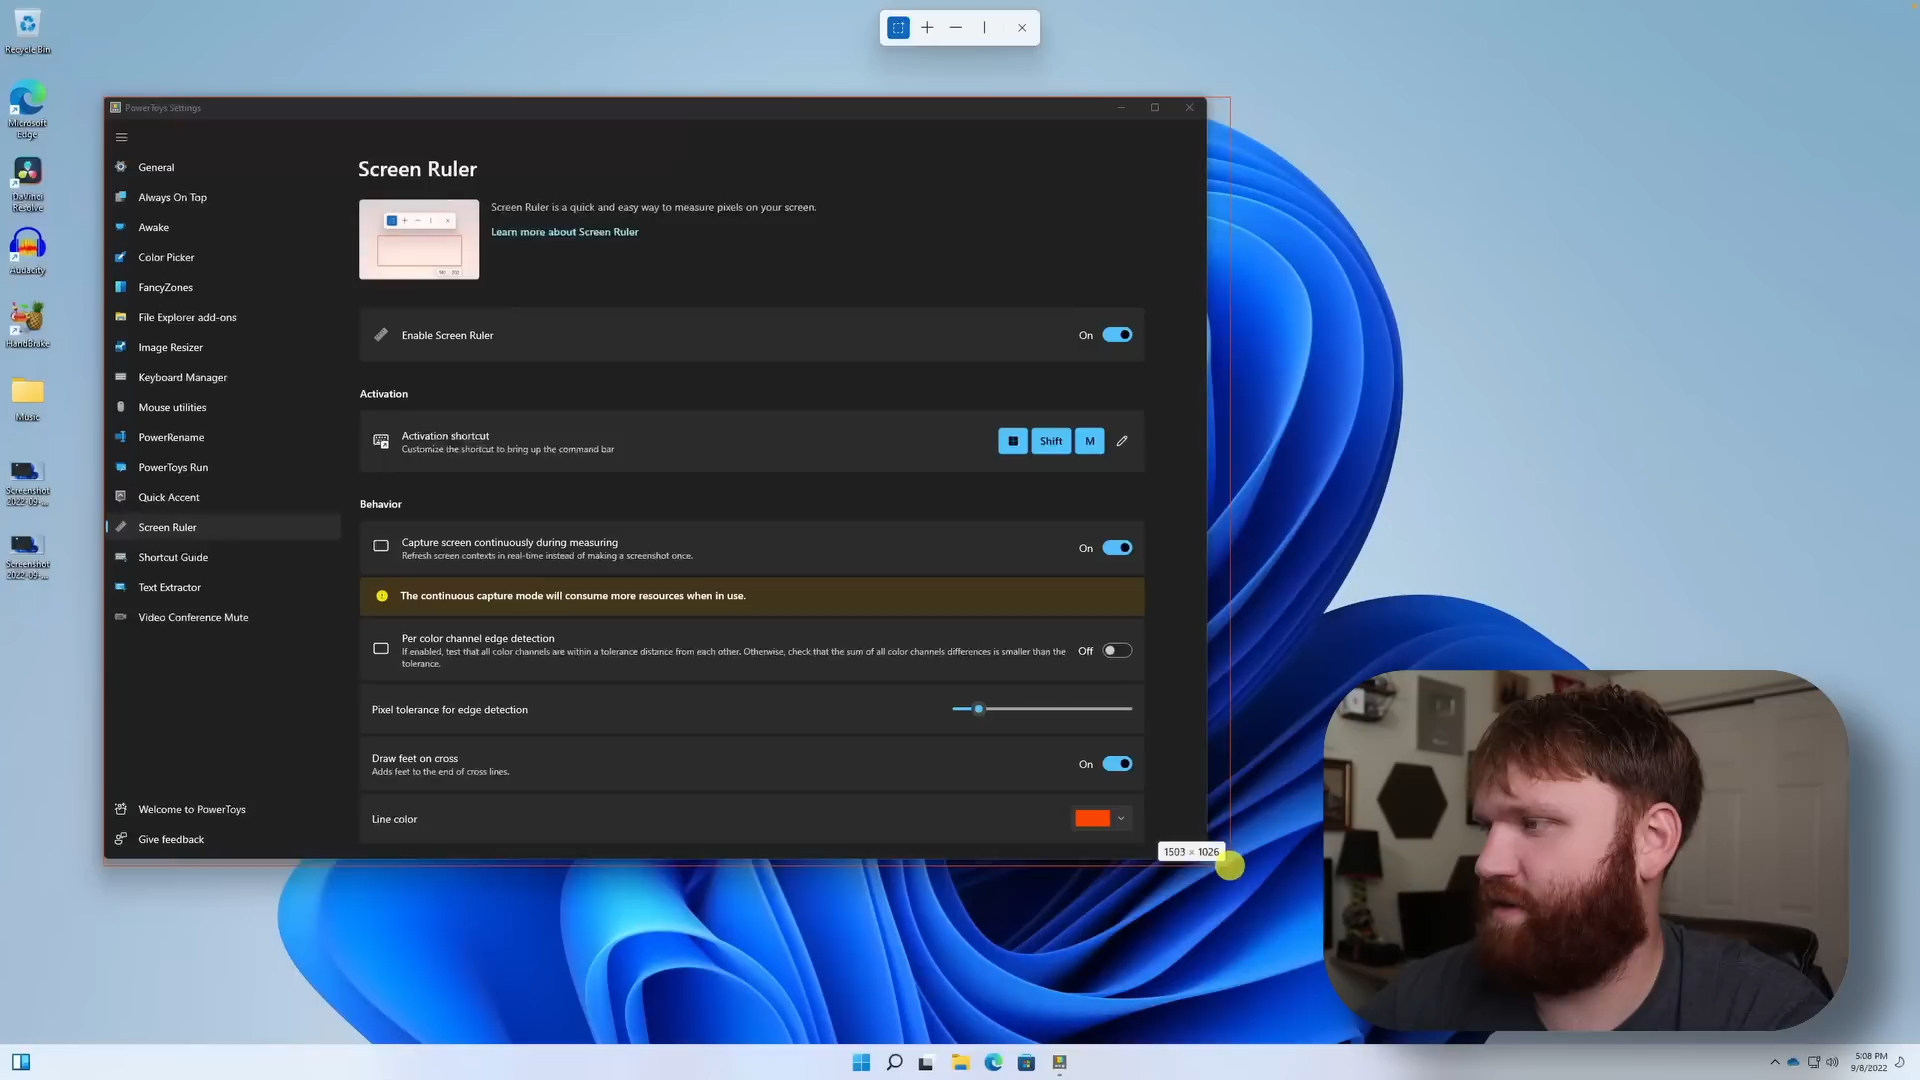 Recycle Bin
Microsoft
Edge
DaVinci
Resolve
Audacity
HandBrake
Music
Screenshot
2022-09-...
Screenshot
2022-09-...
PowerToys Settings
General
Always On Top
Awake
Color Picker
FancyZones
File Explorer add-ons
Image Resizer
Keyboard Manager
Mouse utilities
PowerRename
PowerToys Run
Quick Accent
Screen Ruler
Shortcut Guide
Text Extractor
Video Conference Mute
Welcome to PowerToys
Give feedback
Screen Ruler
Screen Ruler is a quick and easy way to measure pixels on your screen.
Learn more about Screen Ruler
Enable Screen Ruler
On
Activation
Activation shortcut
Customize the shortcut to bring up the command bar
Shift
M
Behavior
Capture screen continuously during measuring
Refresh screen contexts in real-time instead of making a screenshot once.
On
The continuous capture mode will consume more resources when in use.
Per color channel edge detection
If enabled, test that all color channels are within a tolerance distance from each other. Otherwise, check that the sum of all color channels differences is smaller than the
tolerance.
Off
Pixel tolerance for edge detection
Draw feet on cross
Adds feet to the end of cross lines.
On
Line color
1503 × 1026
5:08 PM
9/8/2022